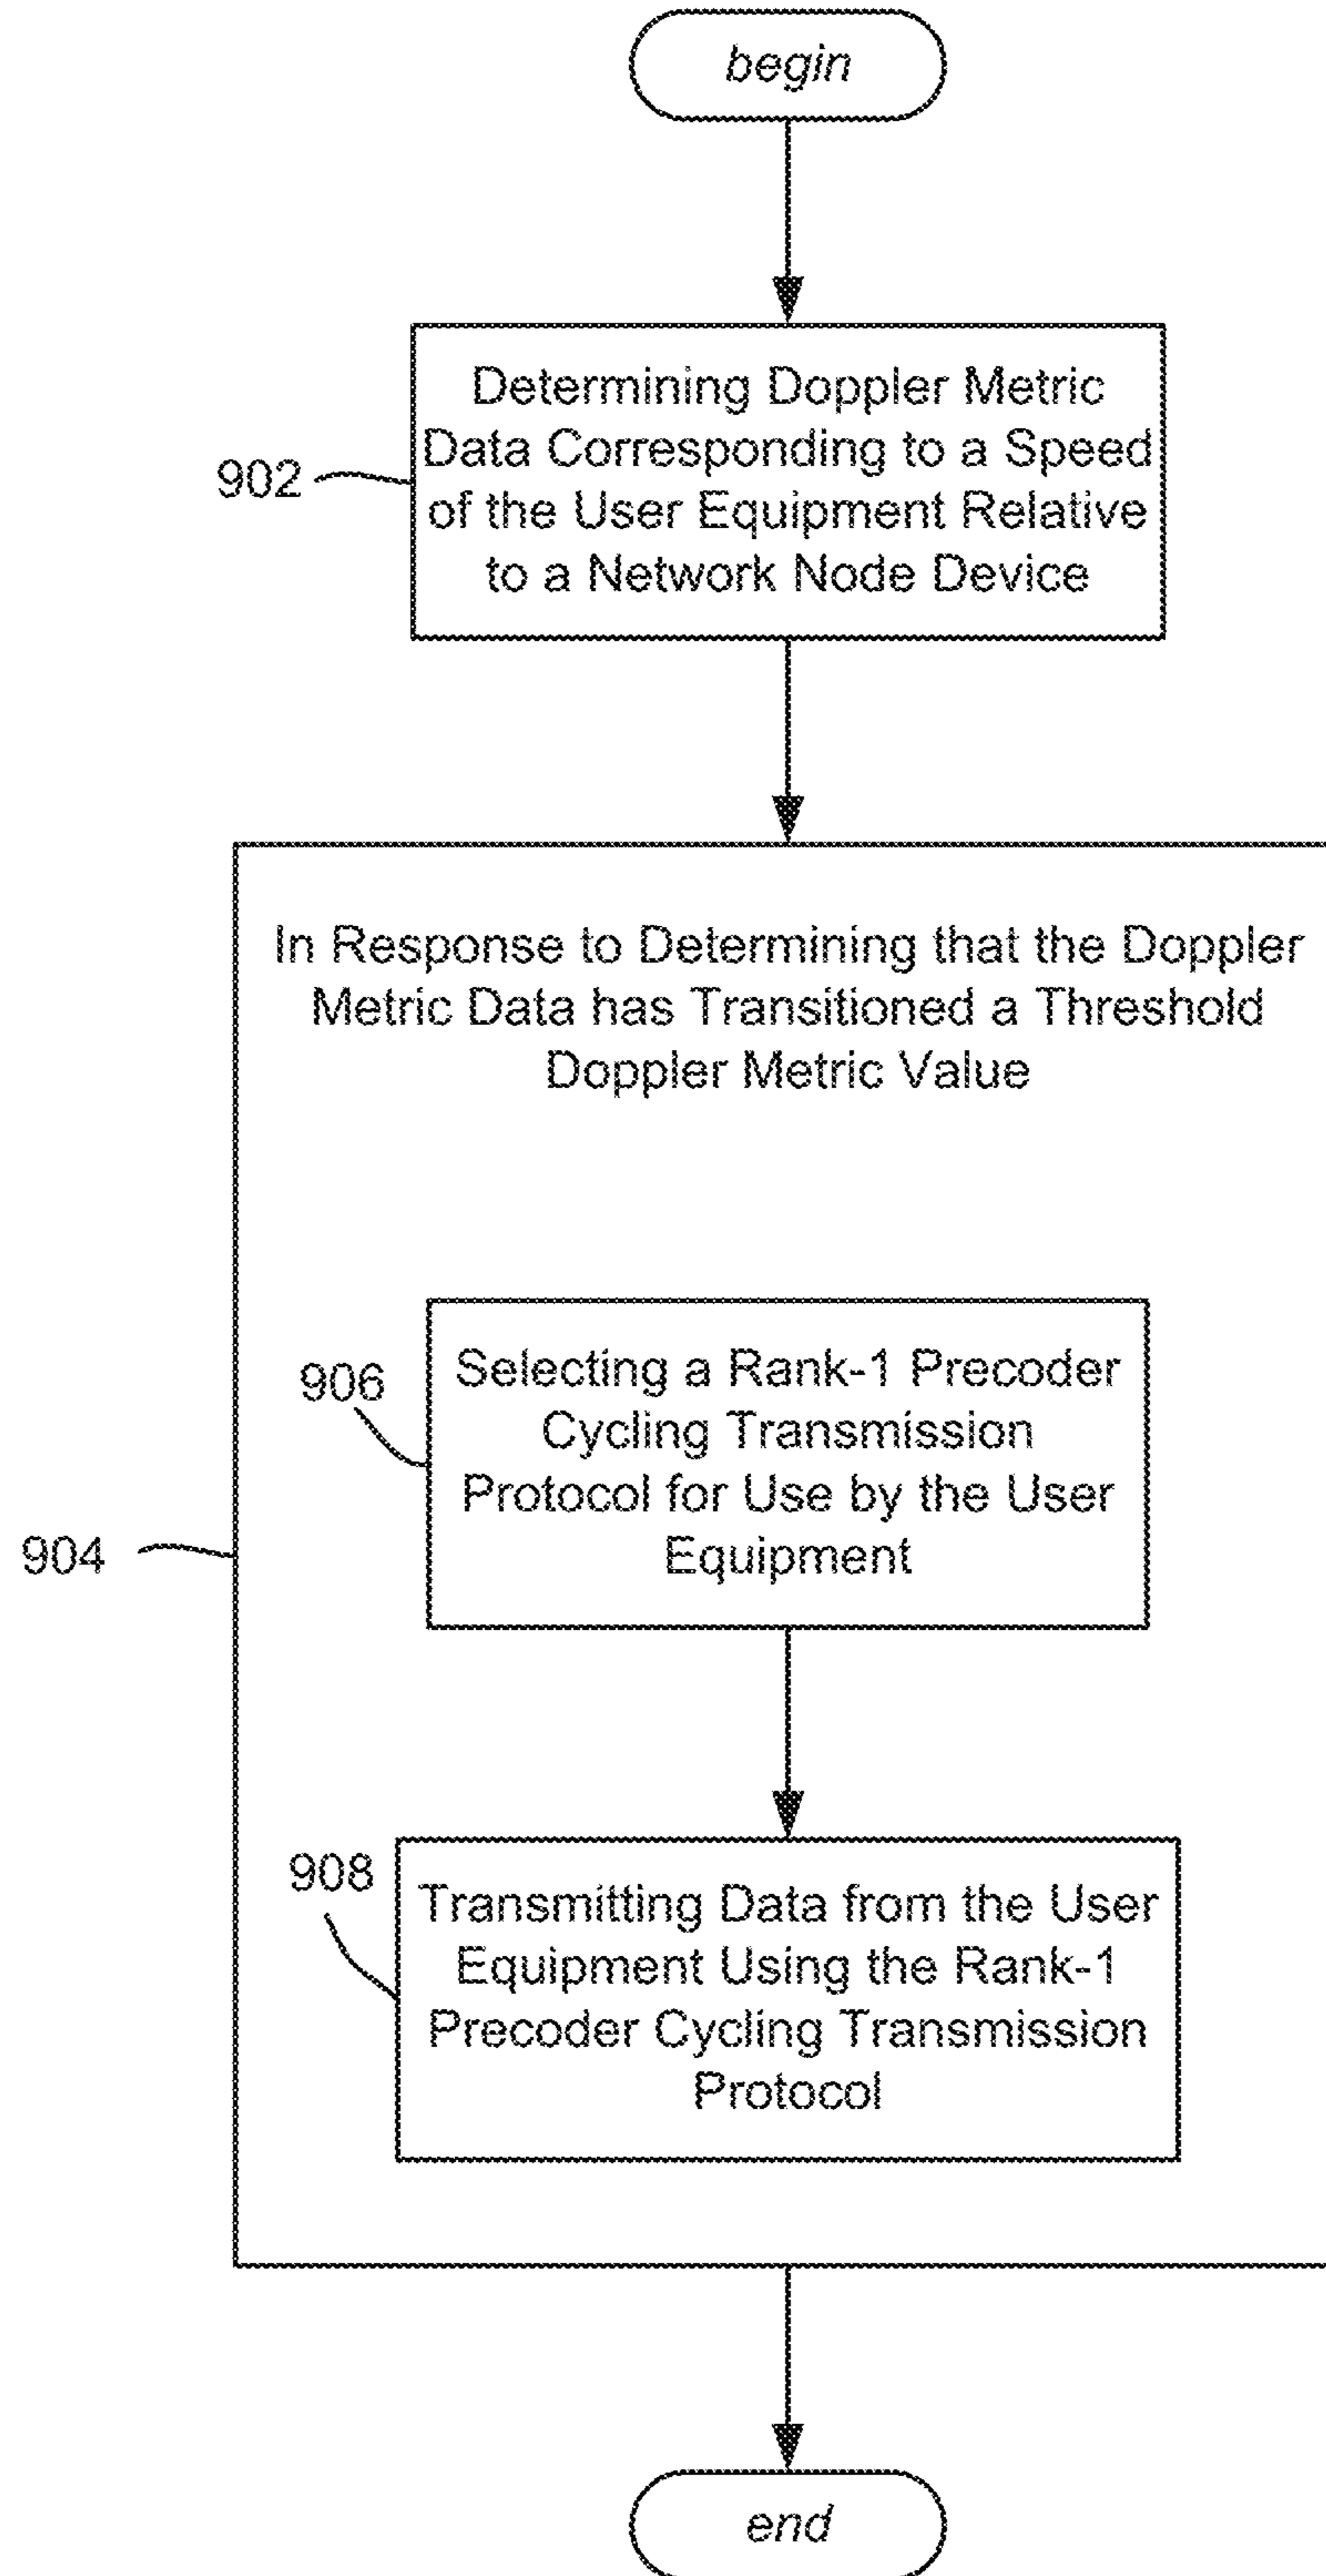 begin
902
Determining Doppler Metric
Data Corresponding to a Speed
of the User Equipment Relative
to a Network Node Device
904
In Response to Determining that the Doppler
Metric Data has Transitioned a Threshold
Doppler Metric Value
906
Selecting a Rank-1 Precoder
Cycling Transmission
Protocol for Use by the User
Equipment
908
Transmitting Data from the User
Equipment Using the Rank-1
Precoder Cycling Transmission
Protocol
end